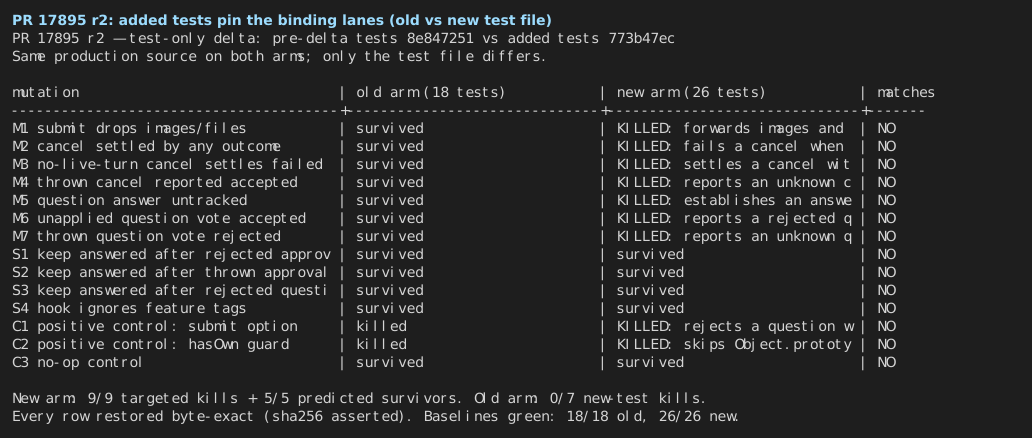 PR 17895 r2: added tests pin the binding lanes (old vs new test file)
PR 17895 r2 — test-only delta: pre-delta tests 8e847251 vs added tests 773b47ec
Same production source on both arms; only the test file differs.
mutation | old arm (18 tests) | new arm (26 tests) | matches
---------------------------------------+------------------------------+------------------------------+-------
M1 submit drops images/files | survived | KILLED: forwards images and | NO
M2 cancel settled by any outcome | survived | KILLED: fails a cancel when | NO
M3 no-live-turn cancel settles failed | survived | KILLED: settles a cancel wit | NO
M4 thrown cancel reported accepted | survived | KILLED: reports an unknown c | NO
M5 question answer untracked | survived | KILLED: establishes an answe | NO
M6 unapplied question vote accepted | survived | KILLED: reports a rejected q | NO
M7 thrown question vote rejected | survived | KILLED: reports an unknown q | NO
S1 keep answered after rejected approv | survived | survived | NO
S2 keep answered after thrown approval | survived | survived | NO
S3 keep answered after rejected questi | survived | survived | NO
S4 hook ignores feature tags | survived | survived | NO
C1 positive control: submit option | killed | KILLED: rejects a question w | NO
C2 positive control: hasOwn guard | killed | KILLED: skips Object.prototy | NO
C3 no-op control | survived | survived | NO
New arm: 9/9 targeted kills + 5/5 predicted survivors. Old arm: 0/7 new-test kills.
Every row restored byte-exact (sha256 asserted). Baselines green: 18/18 old, 26/26 new.